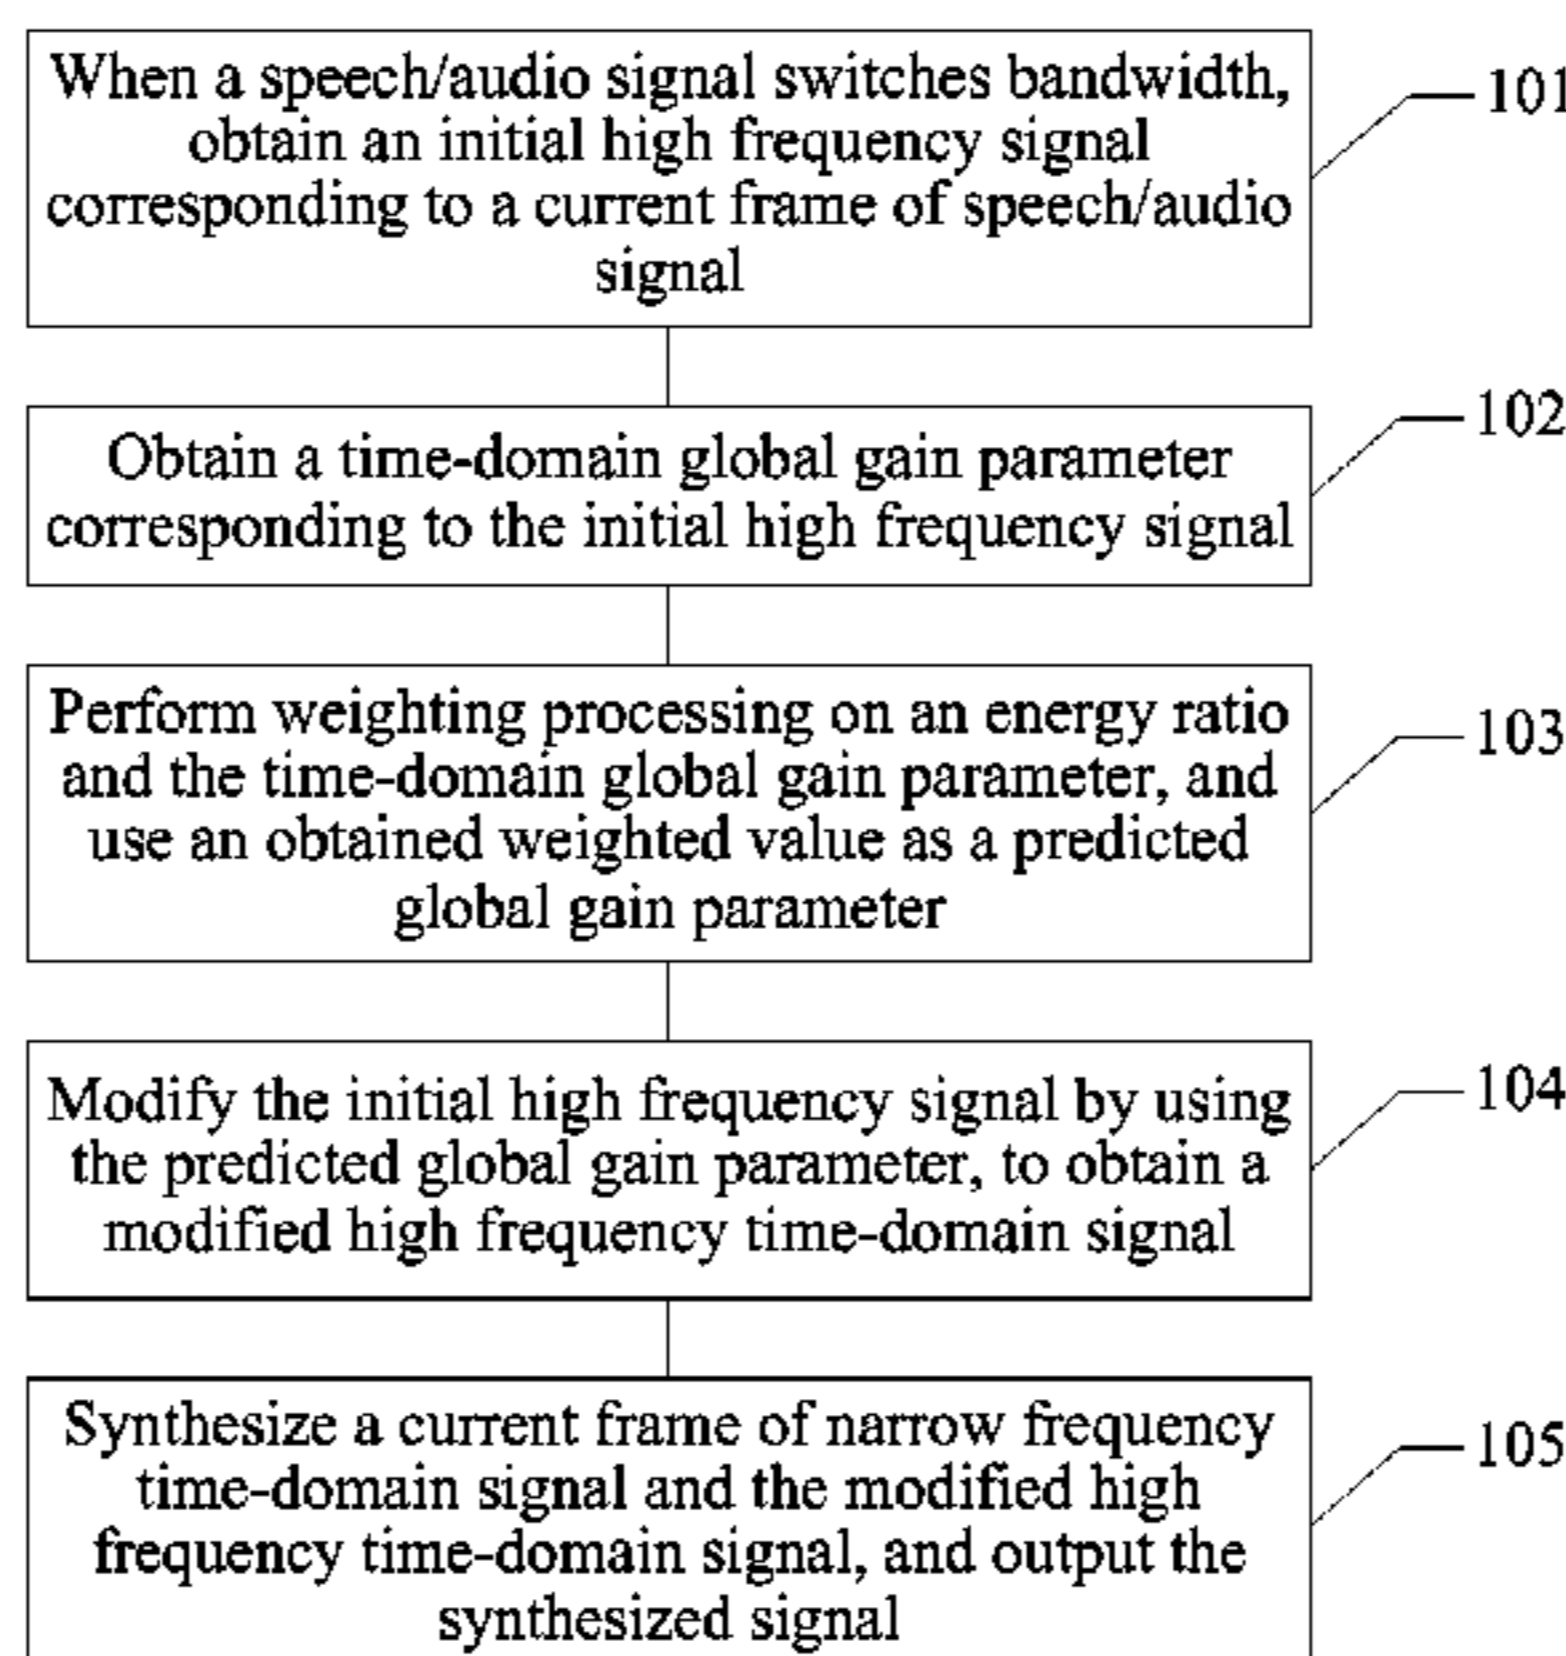 When a speech/audio signal switches bandwidth,
obtain an initial high frequency signal
corresponding to a current frame of speech/audio
signal
101
Obtain a time-domain global gain parameter
corresponding to the initial high frequency signal
102
Perform weighting processing on an energy ratio
and the time-domain global gain parameter, and
use an obtained weighted value as a predicted
global gain parameter
103
Modify the initial high frequency signal by using
the predicted global gain parameter, to obtain a
modified high frequency time-domain signal
104
Synthesize a current frame of narrow frequency
time-domain signal and the modified high
frequency time-domain signal, and output the
synthesized signal
105